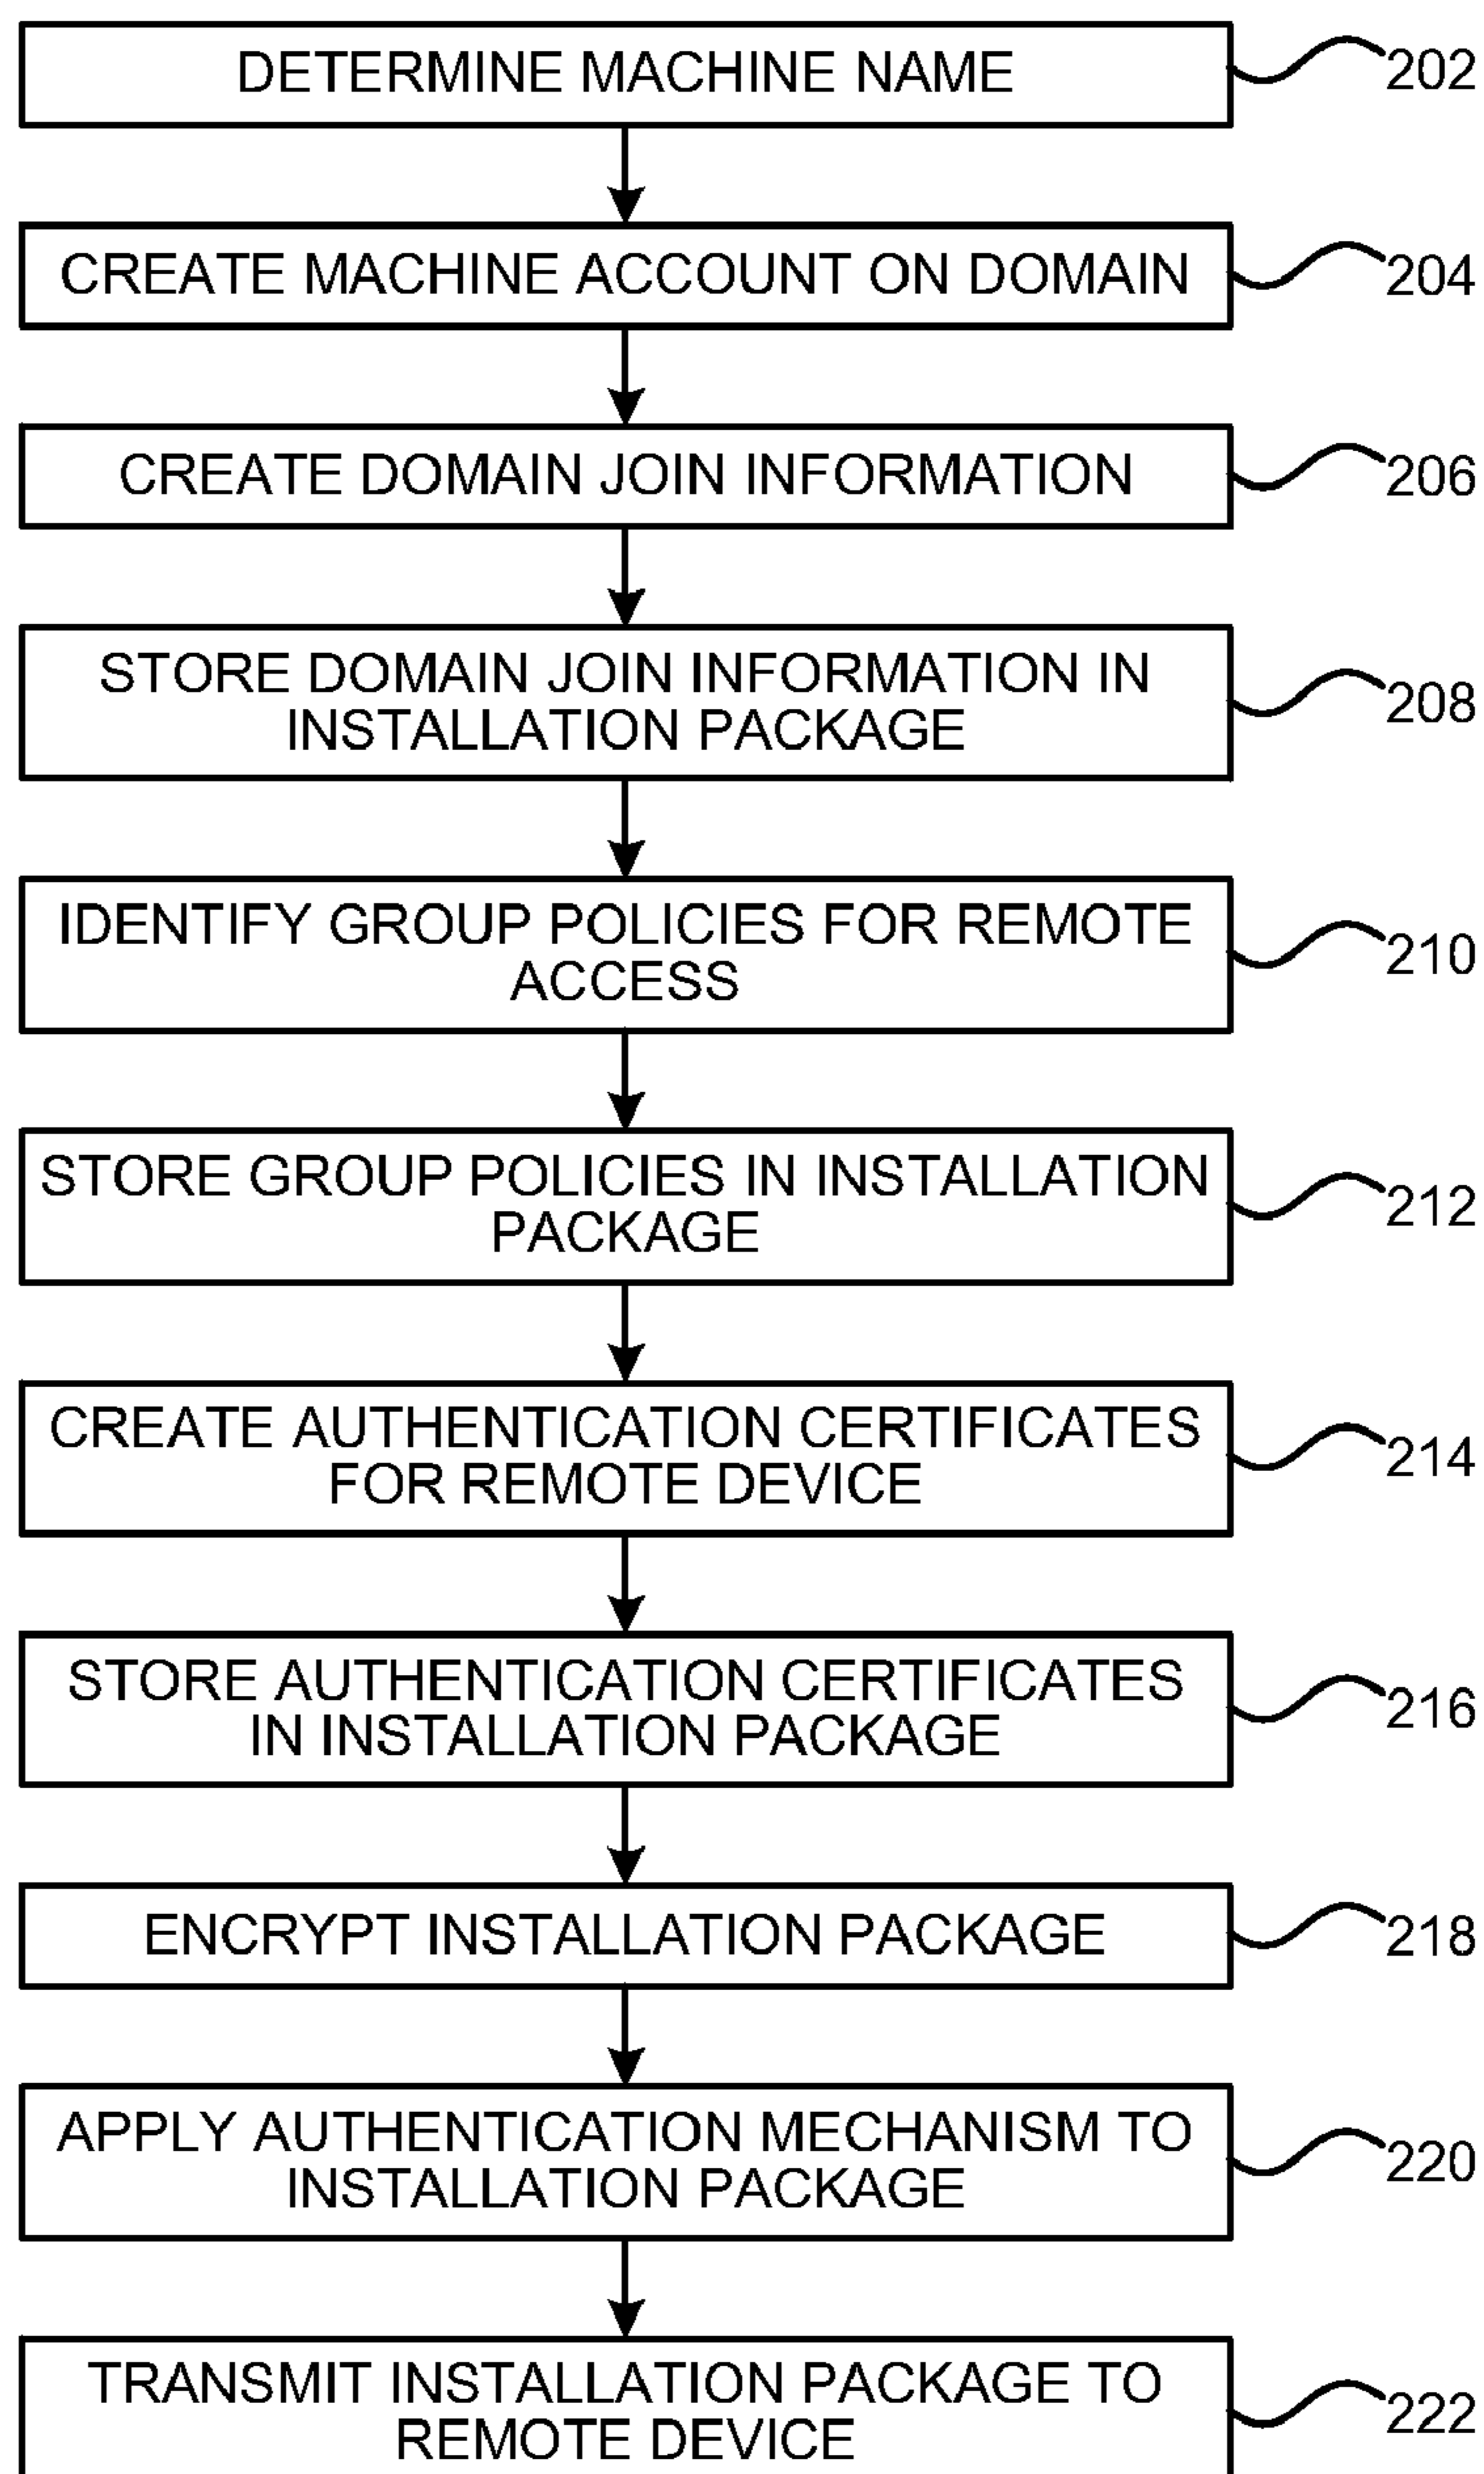 DETERMINE MACHINE NAME
202
CREATE MACHINE ACCOUNT ON DOMAIN
204
CREATE DOMAIN JOIN INFORMATION
206
STORE DOMAIN JOIN INFORMATION IN
INSTALLATION PACKAGE
208
IDENTIFY GROUP POLICIES FOR REMOTE
ACCESS
210
STORE GROUP POLICIES IN INSTALLATION
PACKAGE
212
CREATE AUTHENTICATION CERTIFICATES
FOR REMOTE DEVICE
214
STORE AUTHENTICATION CERTIFICATES
IN INSTALLATION PACKAGE
216
ENCRYPT INSTALLATION PACKAGE
218
APPLY AUTHENTICATION MECHANISM TO
INSTALLATION PACKAGE
220
TRANSMIT INSTALLATION PACKAGE TO
REMOTE DEVICE
222